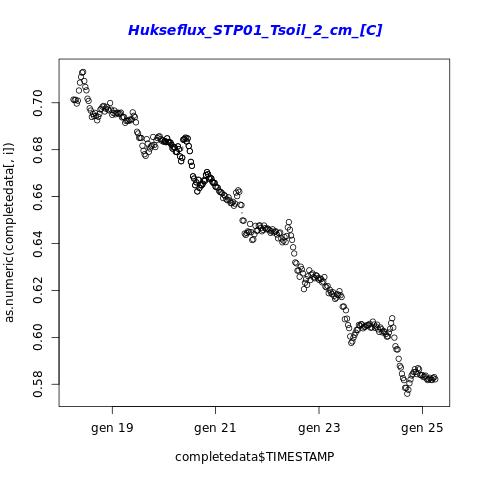 Hukseflux_STP01_Tsoil_2_cm_[C]
as.numeric(completedata[, i])
0.70
0.68
0.66
0.64
0.62
0.60
0.58
gen 19 gen 21 gen 23 gen 25
completedata$TIMESTAMP